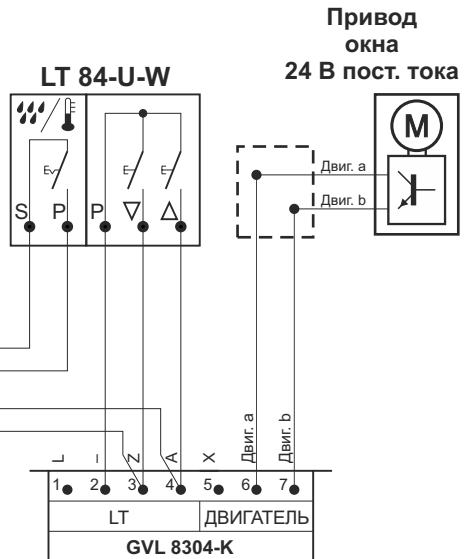 Привод
окна
24 В пост. тока
LT 84-U-W
M
Двиг. a
Двиг. b
S P P
L – Z A X Двиг. a Двиг. b
1 2 3 4 5 6 7
LT ДВИГАТЕЛЬ
GVL 8304-K